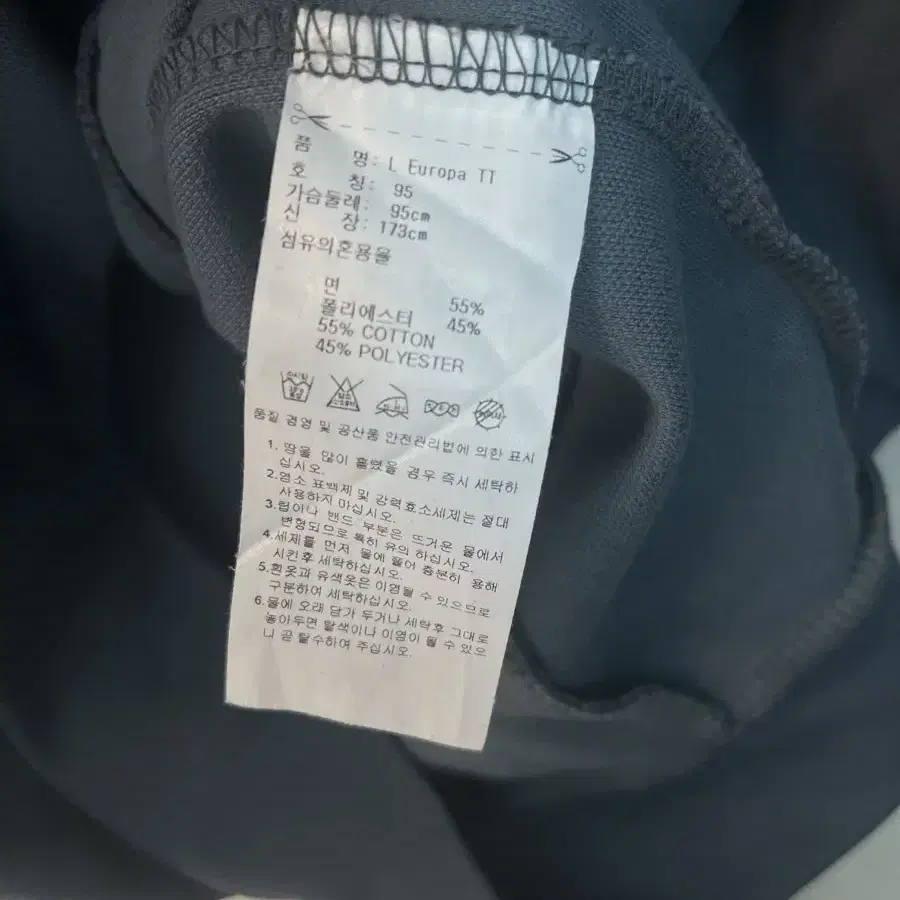 품 명: L Europa TT
호 칭: 95
가슴둘레: 95cm
신 장: 173cm
섬유의혼용율
면 55%
폴리에스터 45%
55% COTTON
45% POLYESTER
품질 경영 및 공산품 안전관리법에 의한 표시
1. 땀을 많이 흘렸을 경우 즉시 세탁하
십시오.
2.염소 표백제 및 강력효소세제는 절대
사용하지 마십시오.
3.립이나 밴드 부분은 뜨거운 물에서
변형되므로 특히 유의 하십시오.
4.세제를 먼저 물에 풀어 충분히 용해
시킨후 세탁하십시오.
5.흰옷과 유색옷은 이염될 수 있으므로
구분하여 세탁하십시오.
6.물에 오래 담가 두거나 세탁후 그대로
놓아두면 탈색이나 이염이 될 수 있으
니 곧 탈수하여 주십시오.